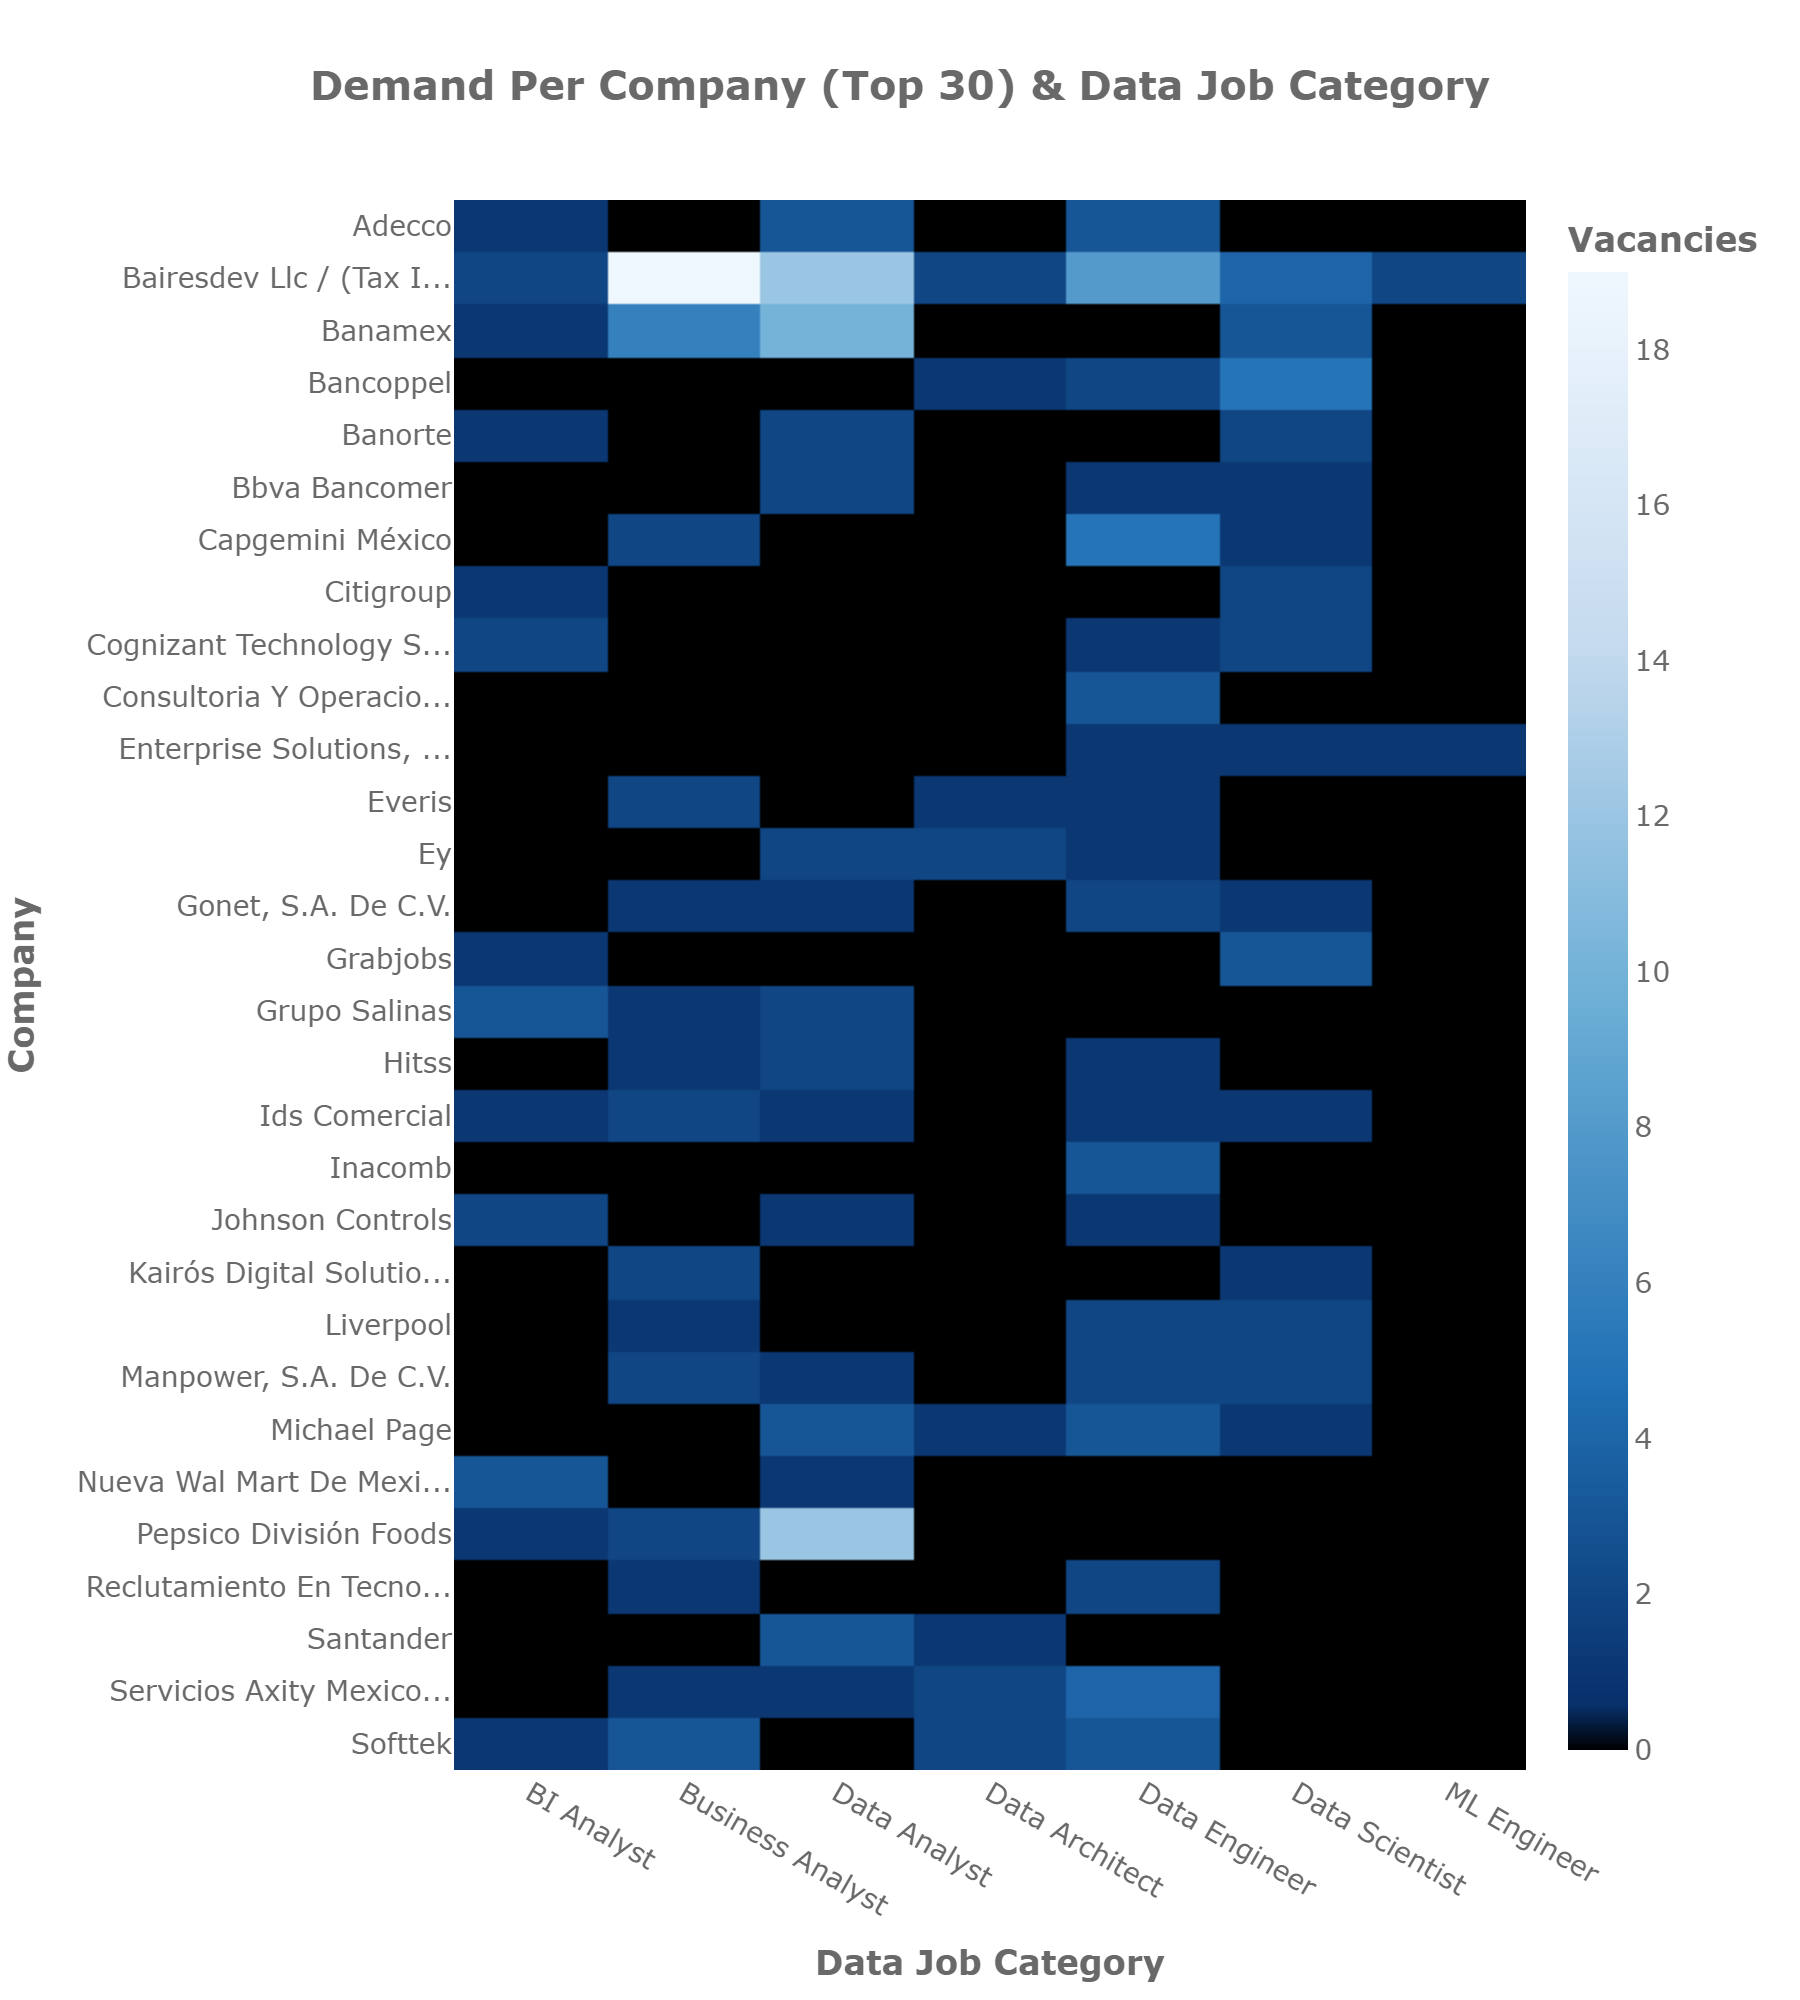 Demand Per Company (Top 30) & Data Job Category
Vacancies
Adecco
Bairesdev Llc / (Tax I...
Banamex
Bancoppel
Banorte
Bbva Bancomer
Capgemini México
Citigroup
Cognizant Technology S...
Consultoria Y Operacio...
Enterprise Solutions, ...
Everis
Ey
Gonet, S.A. De C.V.
Grabjobs
Grupo Salinas
Hitss
Ids Comercial
Inacomb
Johnson Controls
Kairós Digital Solutio...
Liverpool
Manpower, S.A. De C.V.
Michael Page
Nueva Wal Mart De Mexi...
Pepsico División Foods
Reclutamiento En Tecno...
Santander
Servicios Axity Mexico...
Softtek
Company
18
16
14
12
10
8
6
4
2
0
BI Analyst
Business Analyst
Data Analyst
Data Architect
Data Engineer
Data Scientist
ML Engineer
Data Job Category